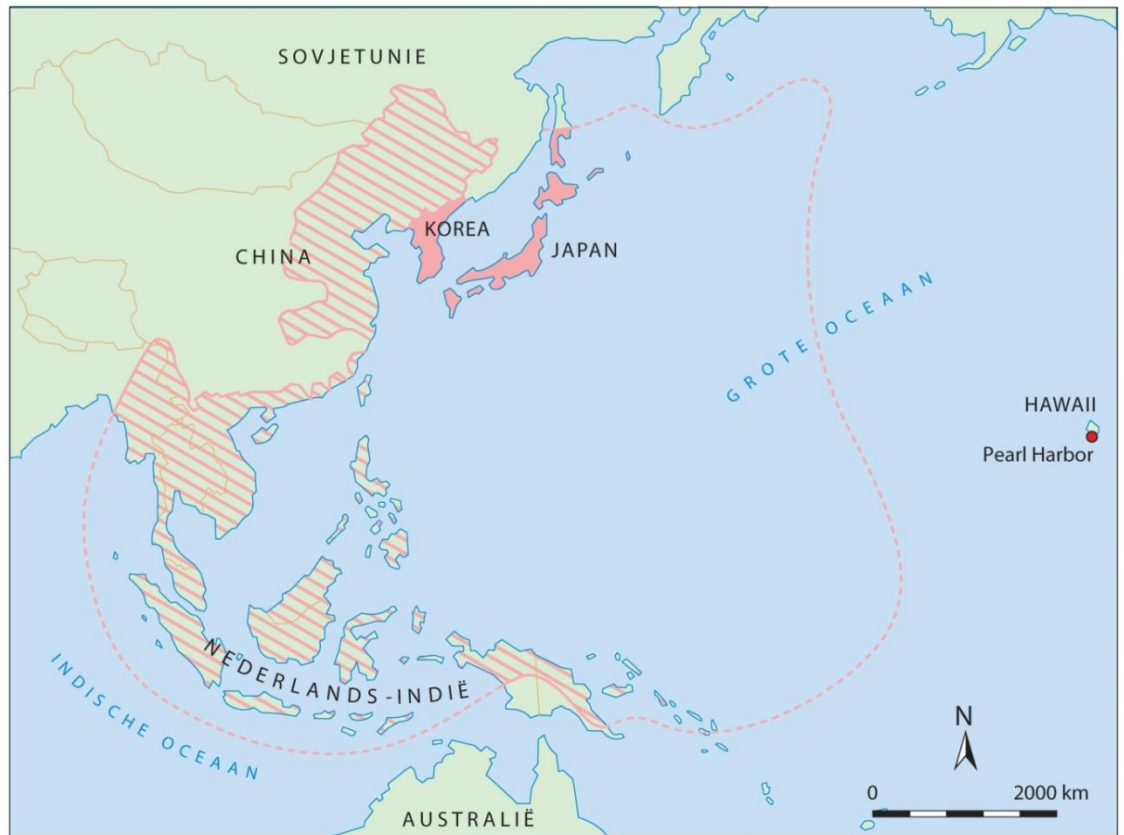 SOVJETUNIE
KOREA
CHINA
JAPAN
GROTE OCEAAN
HAWAII
Pearl Harbor
NEDERLANDS-INDIË
INDISCHE OCEAAN
N
0 2000 km
AUSTRALIË